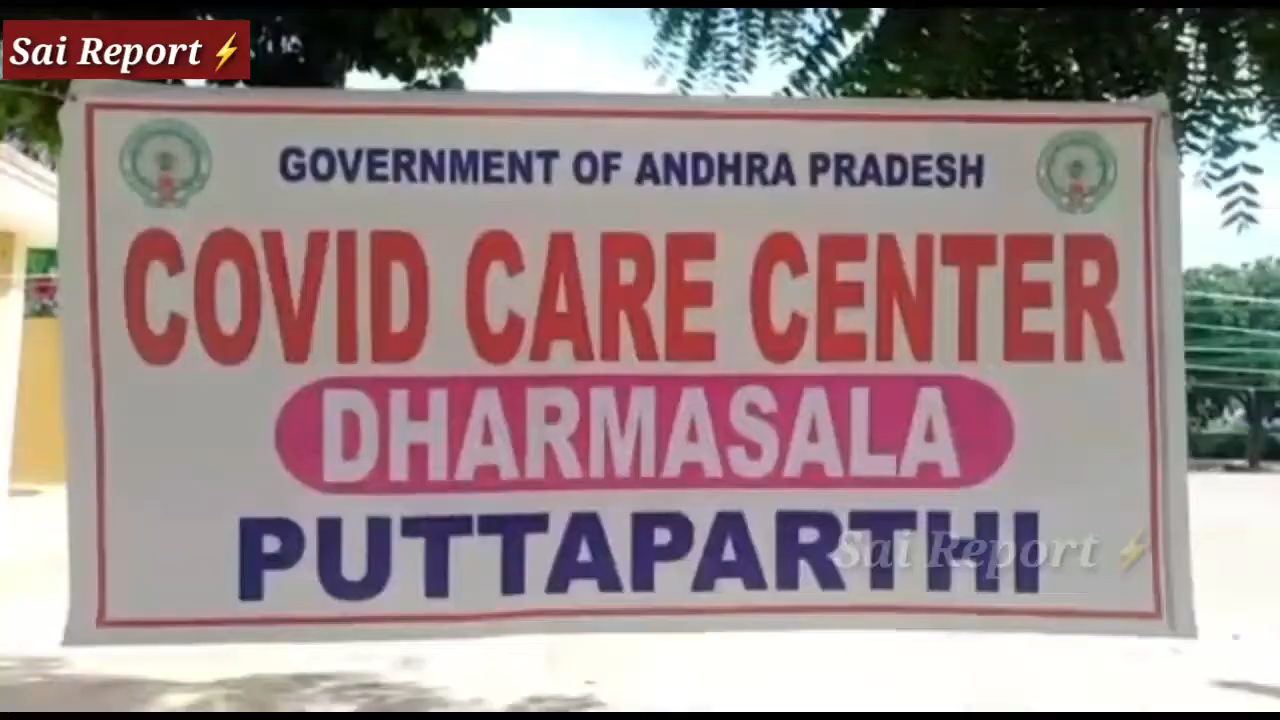 Sai Report⚡
GOVERNMENT OF ANDHRA PRADESH
COVID CARE CENTER
DHARMASALA
PUTTAPARTHI
Sai Report ⚡